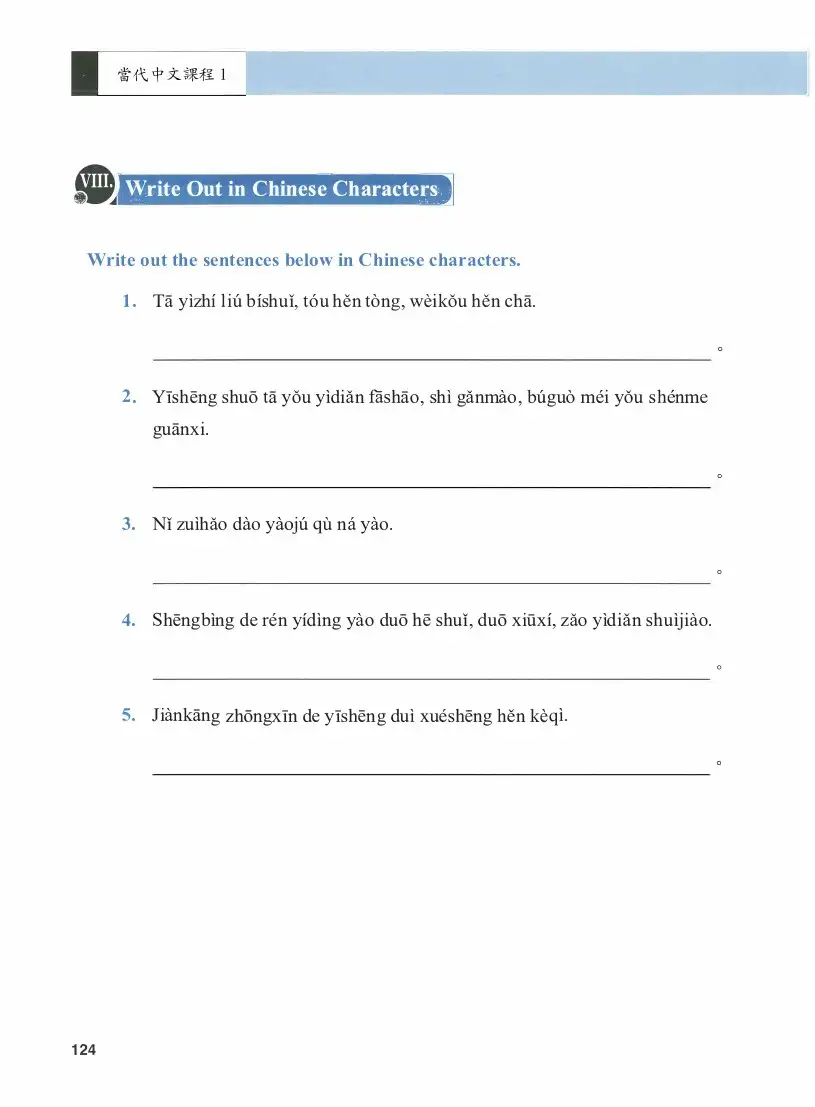 當代中文課程 1
VIII. Write Out in Chinese Characters
Write out the sentences below in Chinese characters.
1. Tā yìzhí liú bíshuǐ, tóu hěn tòng, wèikǒu hěn chā.
。
2. Yīshēng shuō tā yǒu yìdiǎn fāshāo, shì gǎnmào, búguò méi yǒu shénme
guānxi.
。
3. Nǐ zuìhǎo dào yàojú qù ná yào.
。
4. Shēngbìng de rén yídìng yào duō hē shuǐ, duō xiūxí, zǎo yìdiǎn shuìjiào.
。
5. Jiànkāng zhōngxīn de yīshēng duì xuéshēng hěn kèqì.
。
124